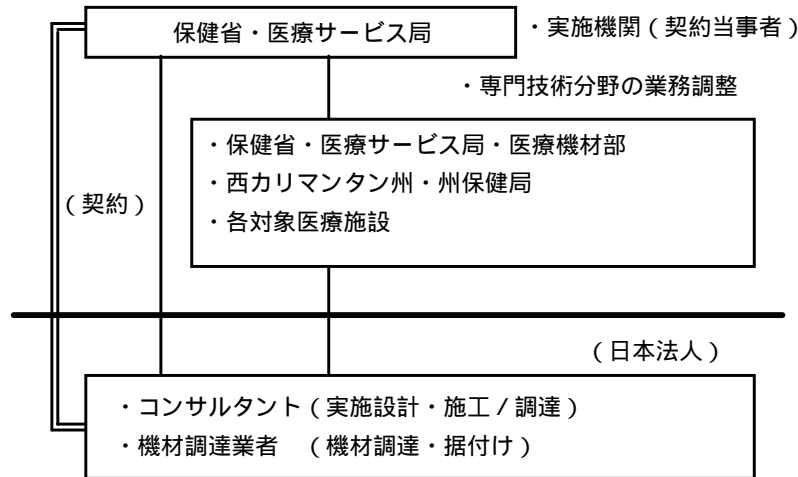 保健省・医療サービス局
・実施機関（契約当事者）
・専門技術分野の業務調整
・保健省・医療サービス局・医療機材部
・西カリマンタン州・州保健局
・各対象医療施設
（契約）
（日本法人）
・コンサルタント（実施設計・施工／調達）
・機材調達業者　（機材調達・据付け）